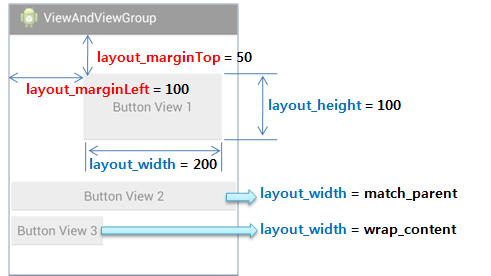 ViewAndViewGroup
layout_marginTop = 50
layout_marginLeft = 100
Button View 1
layout_height = 100
layout_width = 200
Button View 2
layout_width = match_parent
Button View 3
layout_width = wrap_content